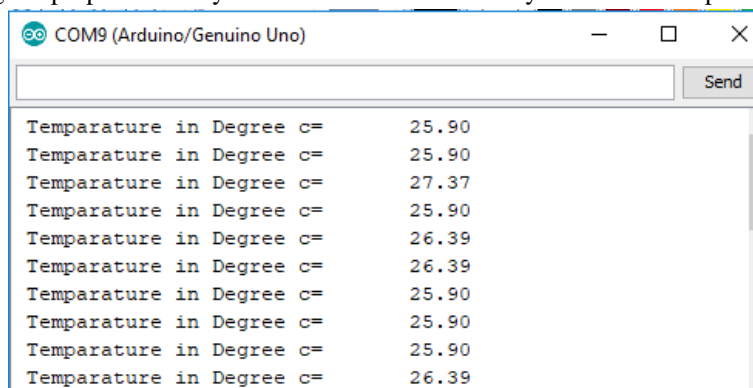 COM9 (Arduino/Genuino Uno)
Send
Temparature in Degree c= 25.90
Temparature in Degree c= 25.90
Temparature in Degree c= 27.37
Temparature in Degree c= 25.90
Temparature in Degree c= 26.39
Temparature in Degree c= 26.39
Temparature in Degree c= 25.90
Temparature in Degree c= 25.90
Temparature in Degree c= 25.90
Temparature in Degree c= 26.39